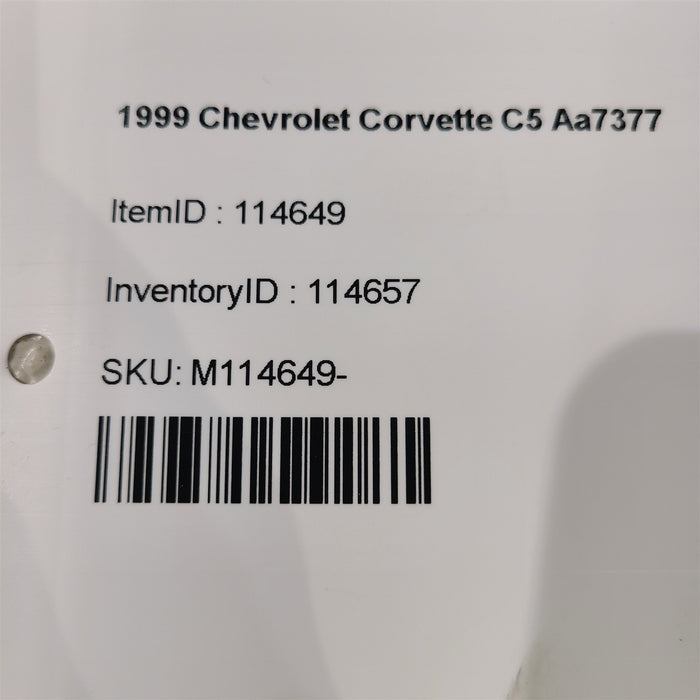 1999 Chevrolet Corvette C5 Aa7377
ItemID : 114649
InventoryID : 114657
SKU: M114649-